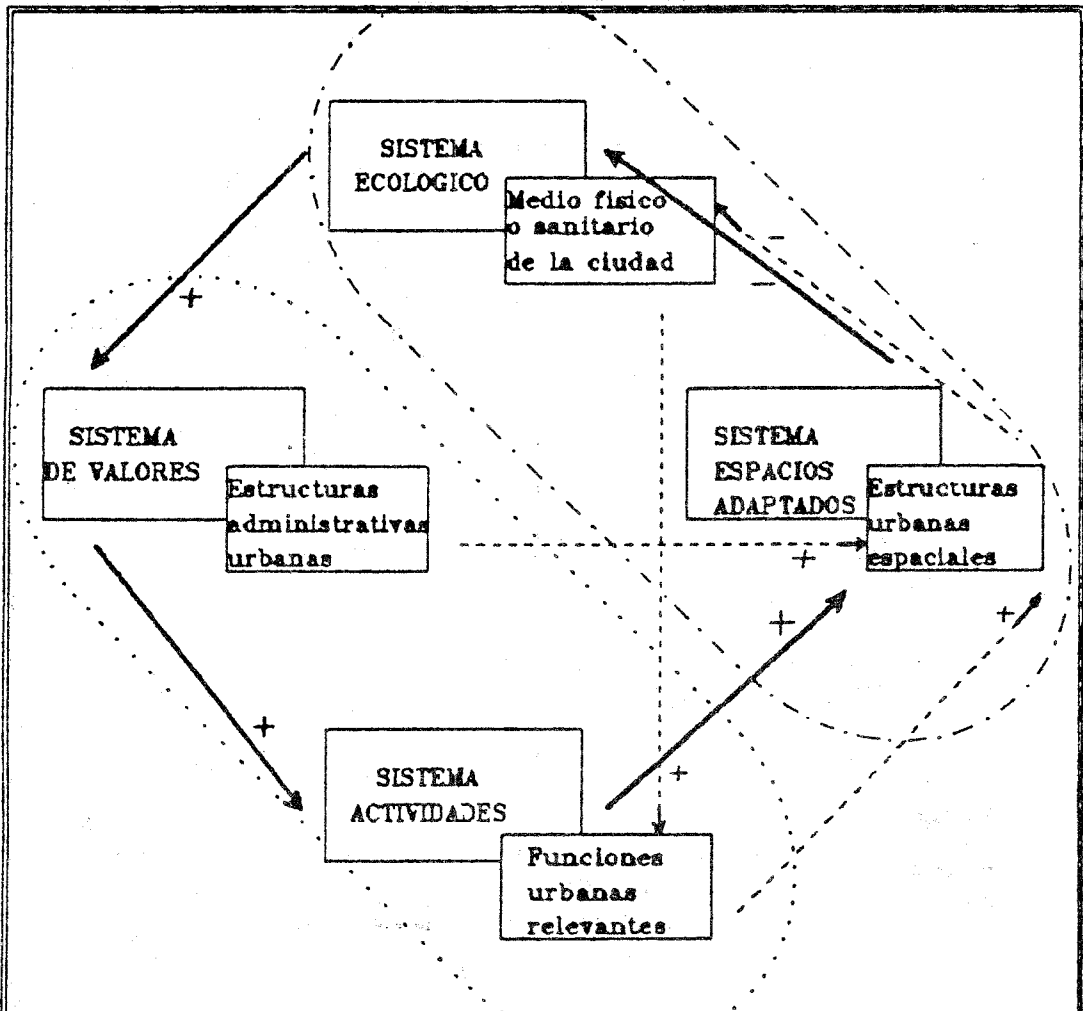 SISTEMA
ECOLOGICO
Medio fisico
o sanitario
de la ciudad
−
−
+
SISTEMA
DE VALORES
Estructuras
administrativas
urbanas
SISTEMA
ESPACIOS
ADAPTADOS
Estructuras
urbanas
espaciales
+
+
+
+
+
SISTEMA
ACTIVIDADES
Funciones
urbanas
relevantes